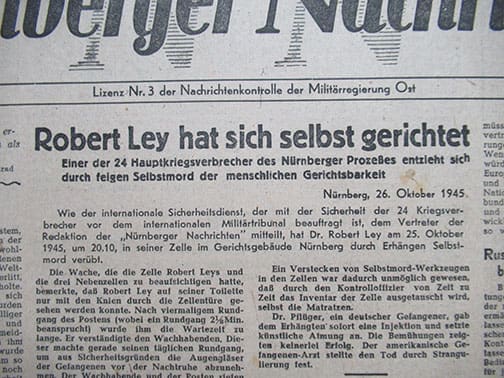 berger Nachri
Lizenz Nr. 3 der Nachrichtenkontrolle der Militärregierung Ost
Robert Ley hat sich selbst gerichtet
Einer der 24 Hauptkriegsverbrecher des Nürnberger Prozeßes entzieht sich
durch feigen Selbstmord der menschlichen Gerichtsbarkeit
Nürnberg, 26. Oktober 1945.
Wie der internationale Sicherheitsdienst, der mit der Sicherheit der 24 Kriegsver-
brecher vor dem internationalen Militärtribunal beauftragt ist, dem Vertreter der
Redaktion der „Nürnberger Nachrichten" mitteilt, hat Dr. Robert Ley am 25. Oktober
1945, um 20.10, in seiner Zelle im Gerichtsgebäude Nürnberg durch Erhängen Selbst-
mord verübt.
Die Wache, die die Zelle Robert Leys und
die drei Nebenzellen zu beaufsichtigen hatte,
bemerkte, daß Robert Ley auf seiner Toilette
nur mit den Knien durch die Zellentüre ge-
sehen werden konnte. Nach viermaligem Rund-
gang des Postens (wobei ein Rundgang 2½ Min.
beansprucht) wurde ihm die Wartezeit zu
lange. Er verständigte den Wachhabenden. Die-
ser machte gerade seinen täglichen Rundgang,
um aus Sicherheitsgründen die Augengläser
der Gefangenen vor der Nachtruhe abzunehmen.
Der Wachhabende und der Posten
Ein Verstecken von Selbstmord-Werkzeugen
in den Zellen war dadurch unmöglich gewesen,
daß durch den Kontrolloffizier von Zeit zu
Zeit das Inventar der Zelle ausgetauscht wird,
selbst die Matratzen.
Dr. Pflüger, ein deutscher Gefangener, gab
dem Erhängten sofort eine Injektion und setzte
künstliche Atmung an. Die Bemühungen zeig-
ten keinerlei Erfolg. Der amerikanische Ge-
fangenen-Arzt stellte den Tod durch Strangu-
lierung fest.